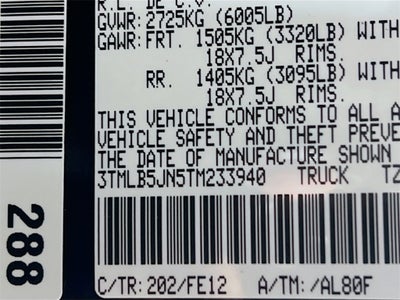 R.L. DE C.V.
GVWR: 2725KG (6005LB)
GAWR: FRT. 1505KG (3320LB) WITH
18X7.5J RIMS.
RR. 1405KG (3095LB) WITH
18X7.5J RIMS.
THIS VEHICLE CONFORMS TO ALL A
VEHICLE SAFETY AND THEFT PREVE
THE DATE OF MANUFACTURE SHOWN
3TMLB5JN5TM233940 TRUCK TZ
C/TR: 202/FE12 A/TM: /AL80F
288